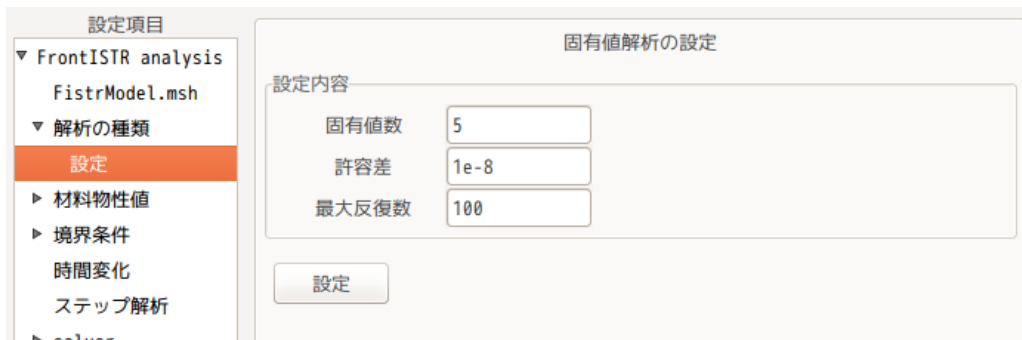 設定項目
FrontISTR analysis
FistrModel.msh
解析の種類
設定
材料物性値
境界条件
時間変化
ステップ解析
固有値解析の設定
設定内容
固有値数 5
許容差 1e-8
最大反復数 100
設定